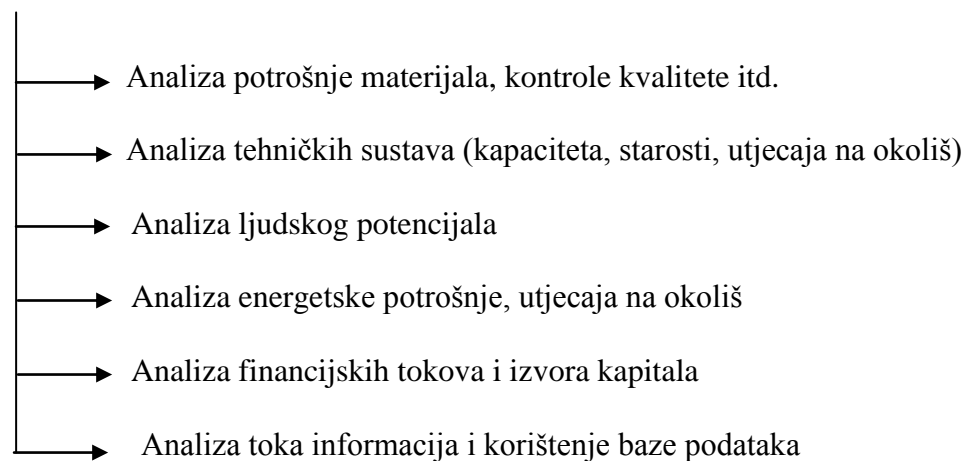 Analiza potrošnje materijala, kontrole kvalitete itd.
Analiza tehničkih sustava (kapaciteta, starosti, utjecaja na okoliš)
Analiza ljudskog potencijala
Analiza energetske potrošnje, utjecaja na okoliš
Analiza financijskih tokova i izvora kapitala
Analiza toka informacija i korištenje baze podataka